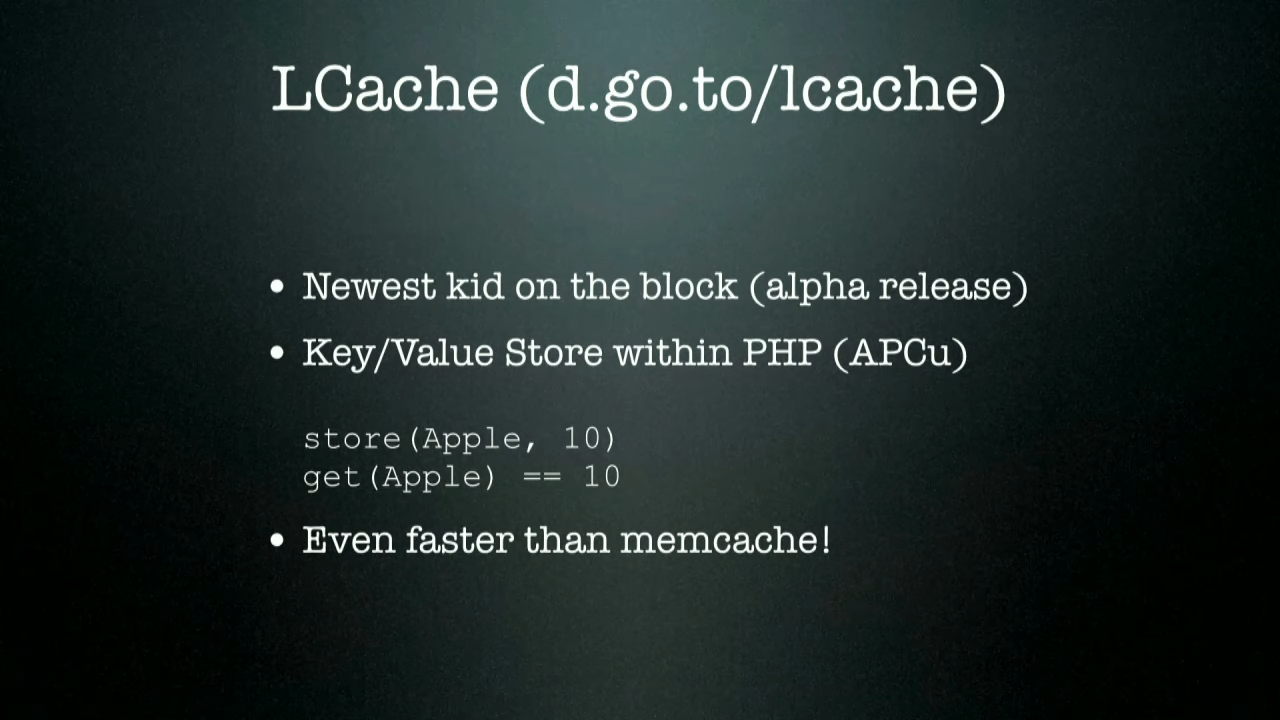 LCache (d.go.to/lcache)
• Newest kid on the block (alpha release)
• Key/Value Store within PHP (APCu)
store(Apple, 10)
get(Apple) == 10
• Even faster than memcache!